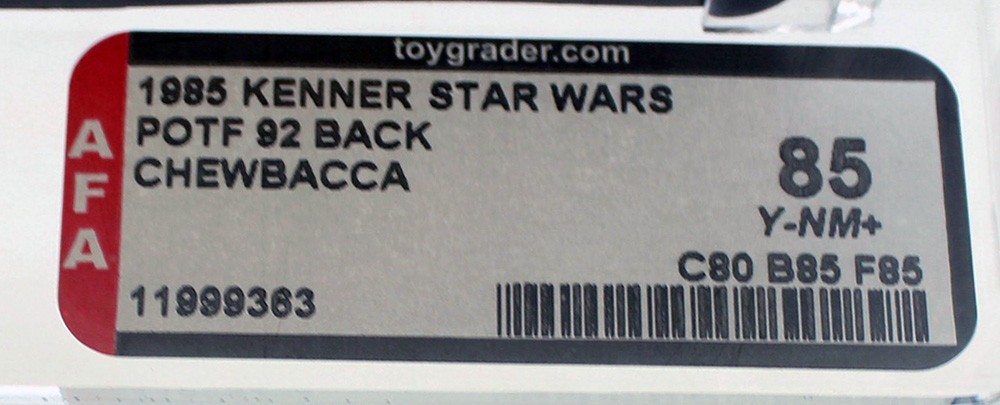 toygrader.com
AFA
1985 KENNER STAR WARS
POTF 92 BACK
CHEWBACCA
85
Y-NM+
C80 B85 F85
11999363